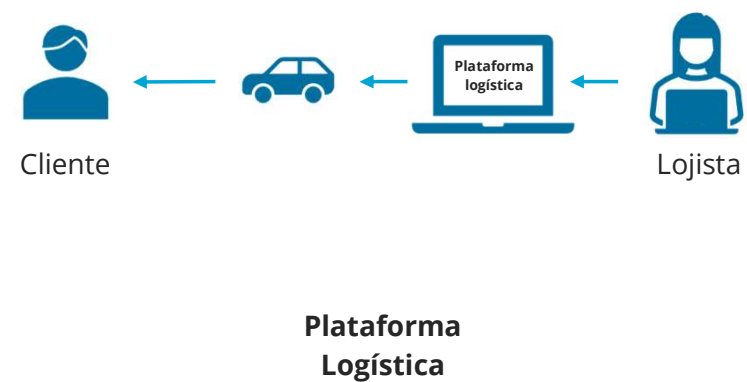 Plataforma
logística
Cliente
Lojista
Plataforma
Logística